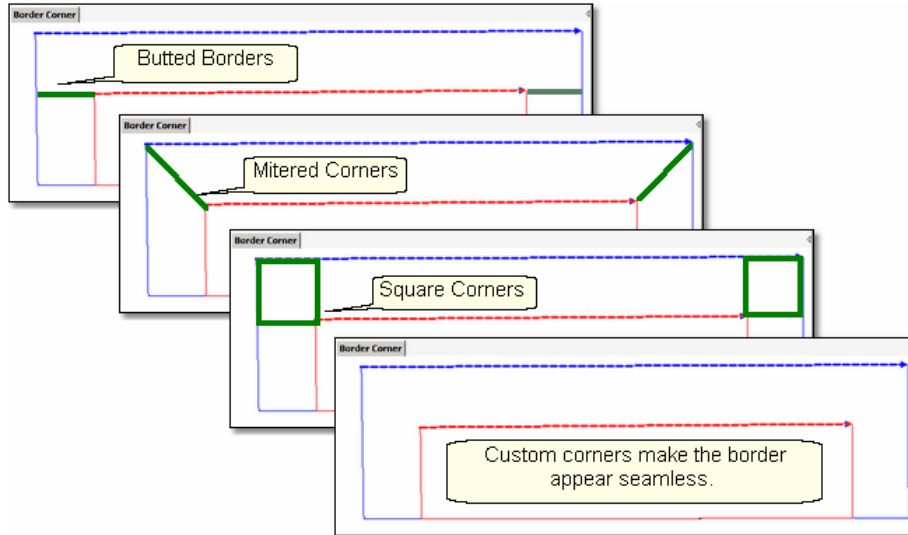 Border Corner
Butted Borders
Border Corner
Mitered Corners
Border Corner
Square Corners
Border Corner
Custom corners make the border
appear seamless.